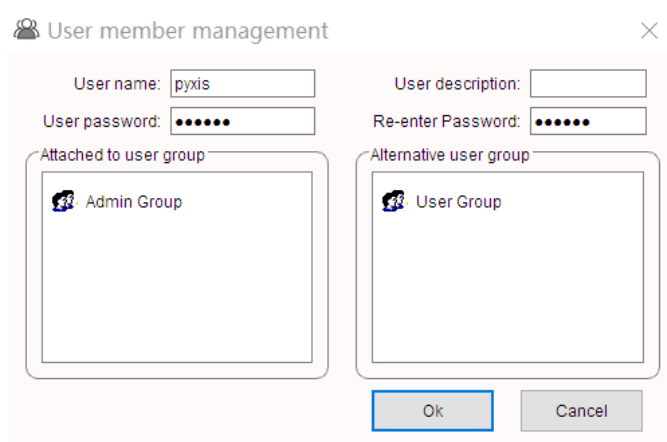 User member management
User name: pyxis User description:
User password: ●●●●●● Re-enter Password: ●●●●●●
Attached to user group Alternative user group
Admin Group User Group
Ok Cancel